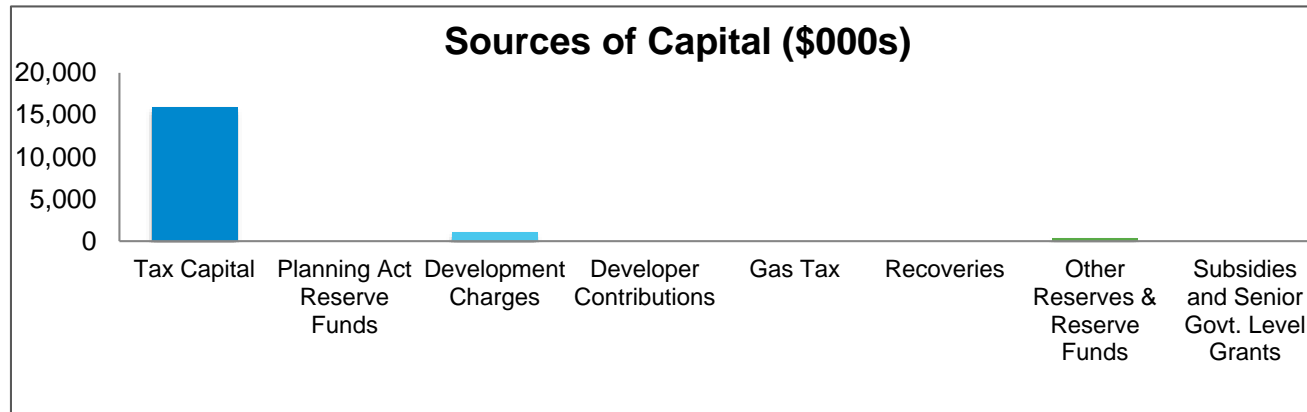 Sources of Capital ($000s)
20,000
15,000
10,000
5,000
0
Tax Capital
Planning Act
Reserve
Funds
Development
Charges
Developer
Contributions
Gas Tax
Recoveries
Other
Reserves &
Reserve
Funds
Subsidies
and Senior
Govt. Level
Grants